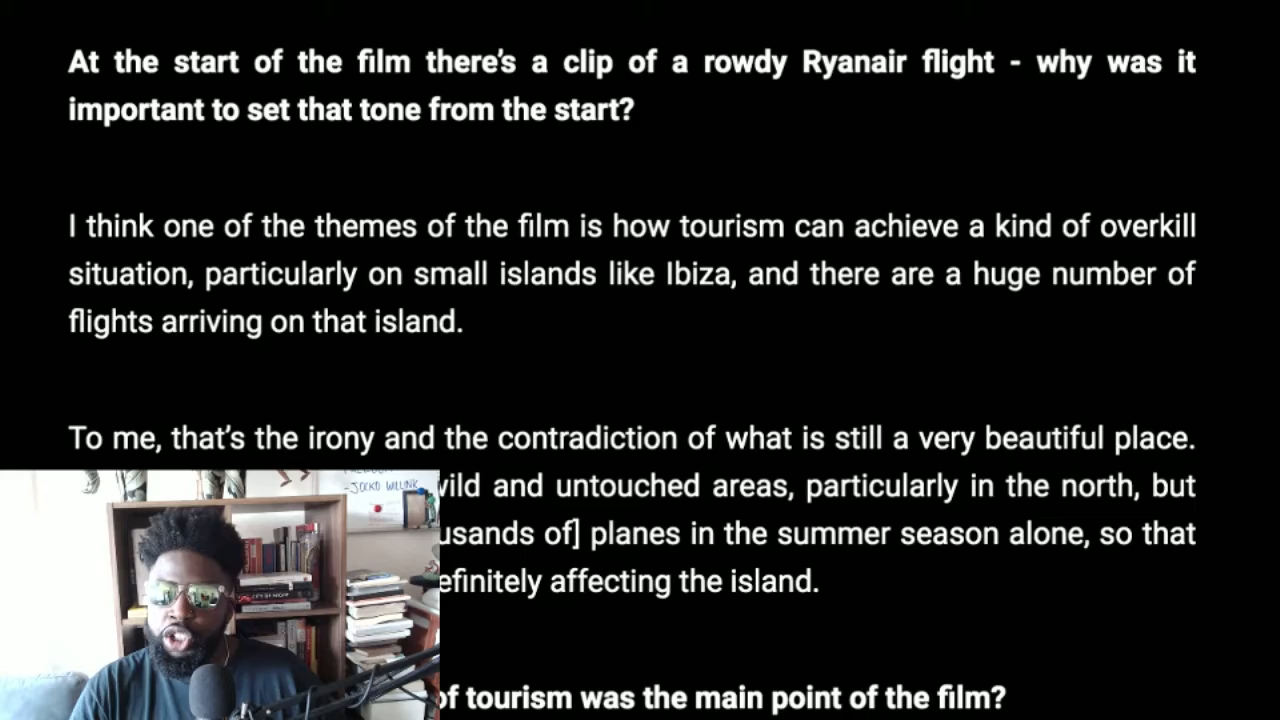 At the start of the film there's a clip of a rowdy Ryanair flight - why was it
important to set that tone from the start?
I think one of the themes of the film is how tourism can achieve a kind of overkill
situation, particularly on small islands like Ibiza, and there are a huge number of
flights arriving on that island.
To me, that's the irony and the contradiction of what is still a very beautiful place.
and untouched areas, particularly in the north, but
of] planes in the summer season alone, so that
affecting the island.
of tourism was the main point of the film?
-JOCKO WILLINK